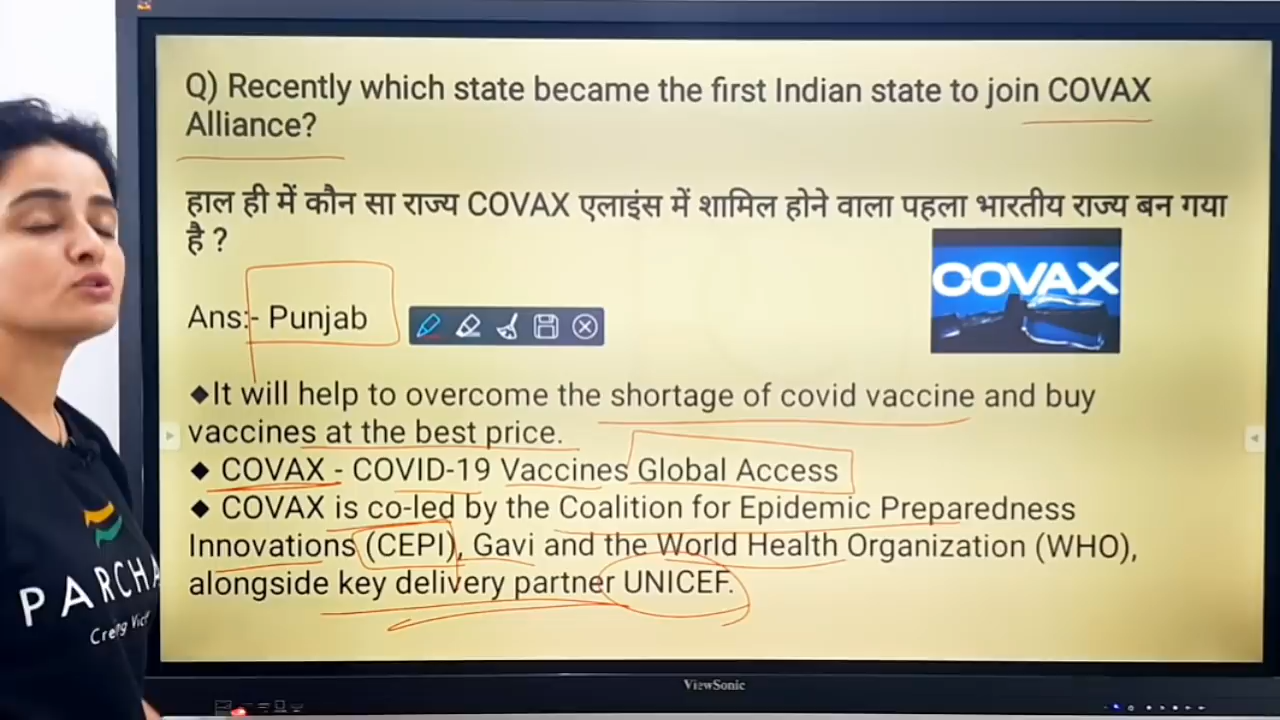 Q) Recently which state became the first Indian state to join COVAX
Alliance?
हाल ही में कौन सा राज्य COVAX एलाइंस में शामिल होने वाला पहला भारतीय राज्य बन गया
है ?
COVAX
Ans:- Punjab
◆It will help to overcome the shortage of covid vaccine and buy
vaccines at the best price.
◆ COVAX - COVID-19 Vaccines Global Access
◆ COVAX is co-led by the Coalition for Epidemic Preparedness
Innovations (CEPI), Gavi and the World Health Organization (WHO),
alongside key delivery partner UNICEF.
PARCHA
ViewSonic